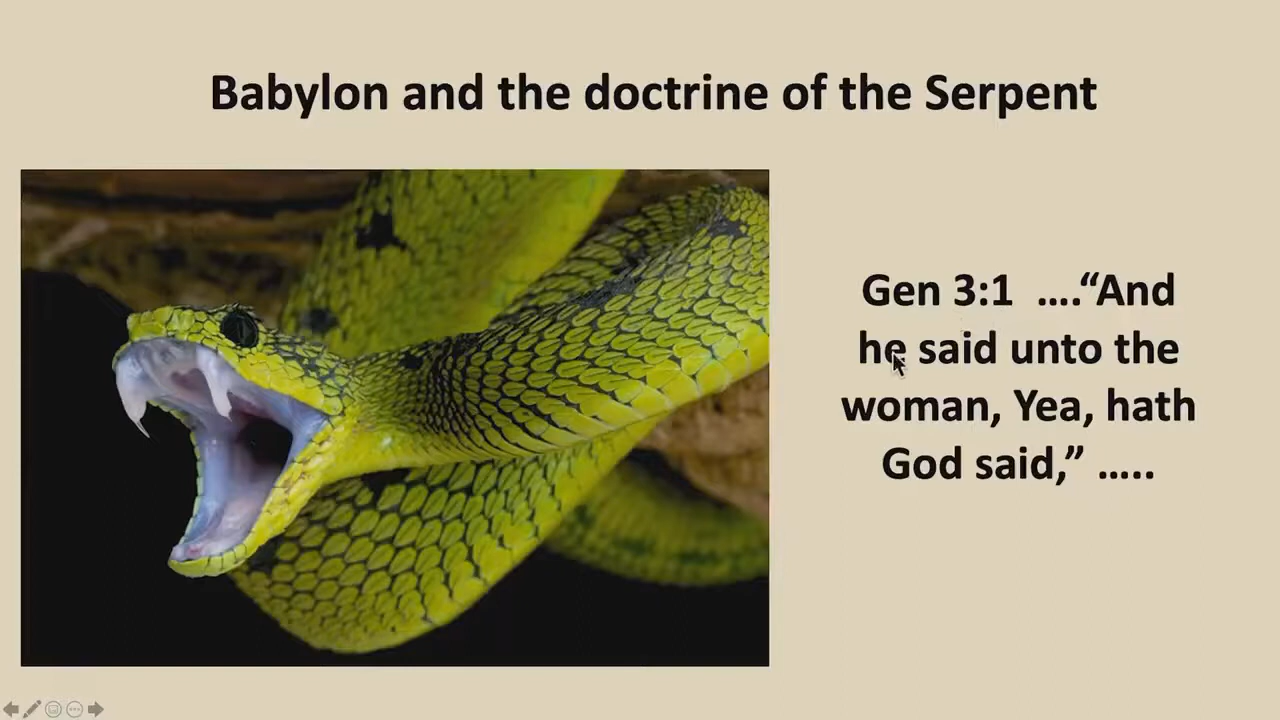 Babylon and the doctrine of the Serpent
Gen 3:1  ….“And
he said unto the
woman, Yea, hath
God said,” …..